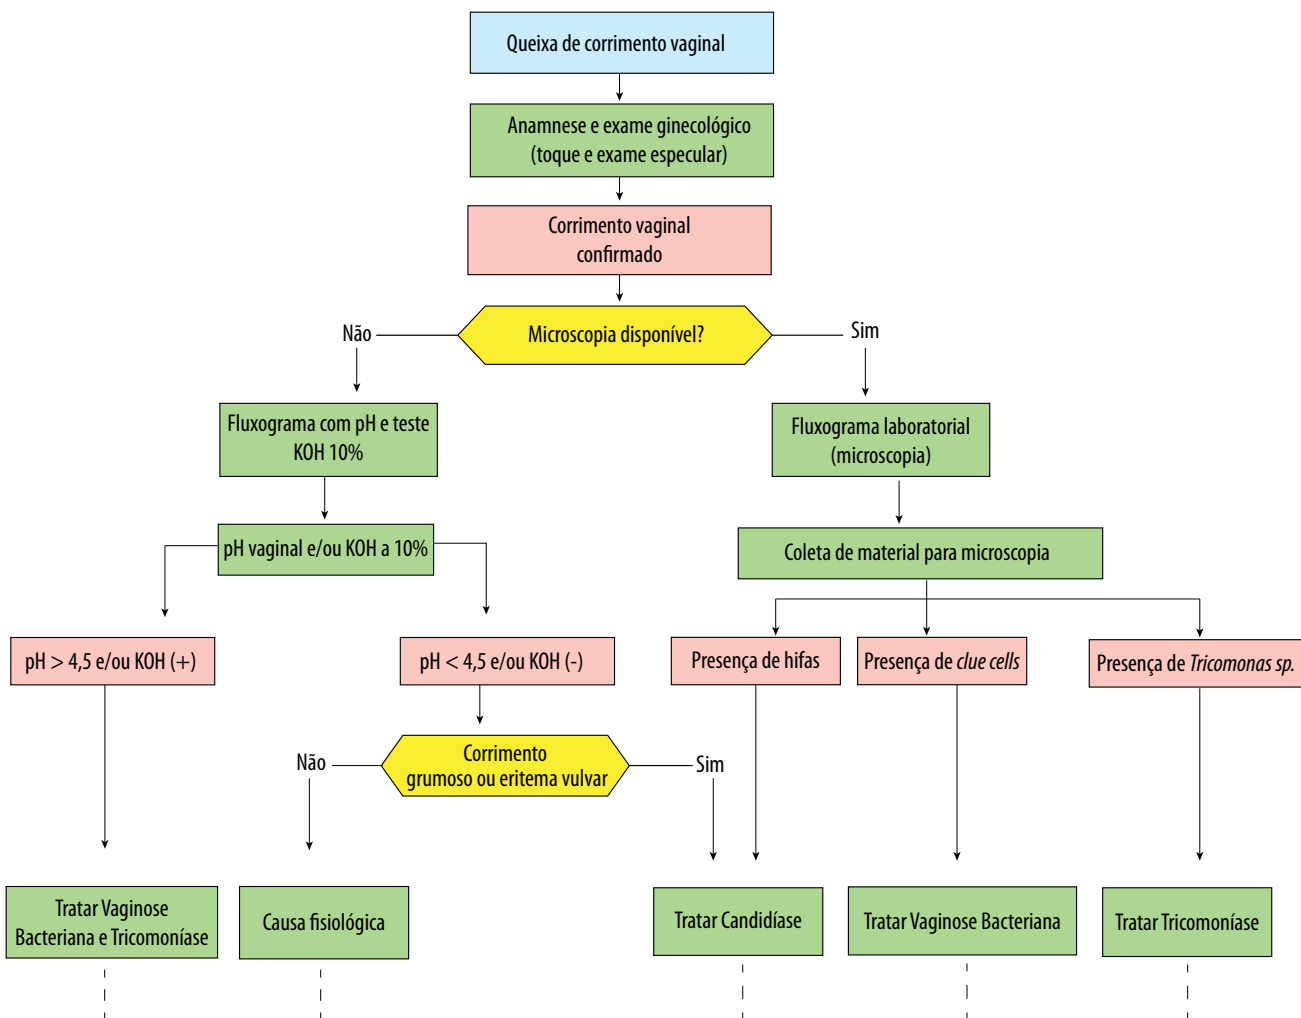 Queixa de corrimento vaginal
Anamnese e exame ginecológico
(toque e exame especular)
Corrimento vaginal
confirmado
Microscopia disponível?
Não
Sim
Fluxograma com pH e teste
KOH 10%
Fluxograma laboratorial
(microscopia)
pH vaginal e/ou KOH a 10%
Coleta de material para microscopia
pH > 4,5 e/ou KOH (+)
pH < 4,5 e/ou KOH (-)
Presença de hifas
Presença de clue cells
Presença de Tricomonas sp.
Não
Corrimento
grumoso ou eritema vulvar
Sim
Tratar Vaginose
Bacteriana e Tricomoníase
Causa fisiológica
Tratar Candidíase
Tratar Vaginose Bacteriana
Tratar Tricomoníase